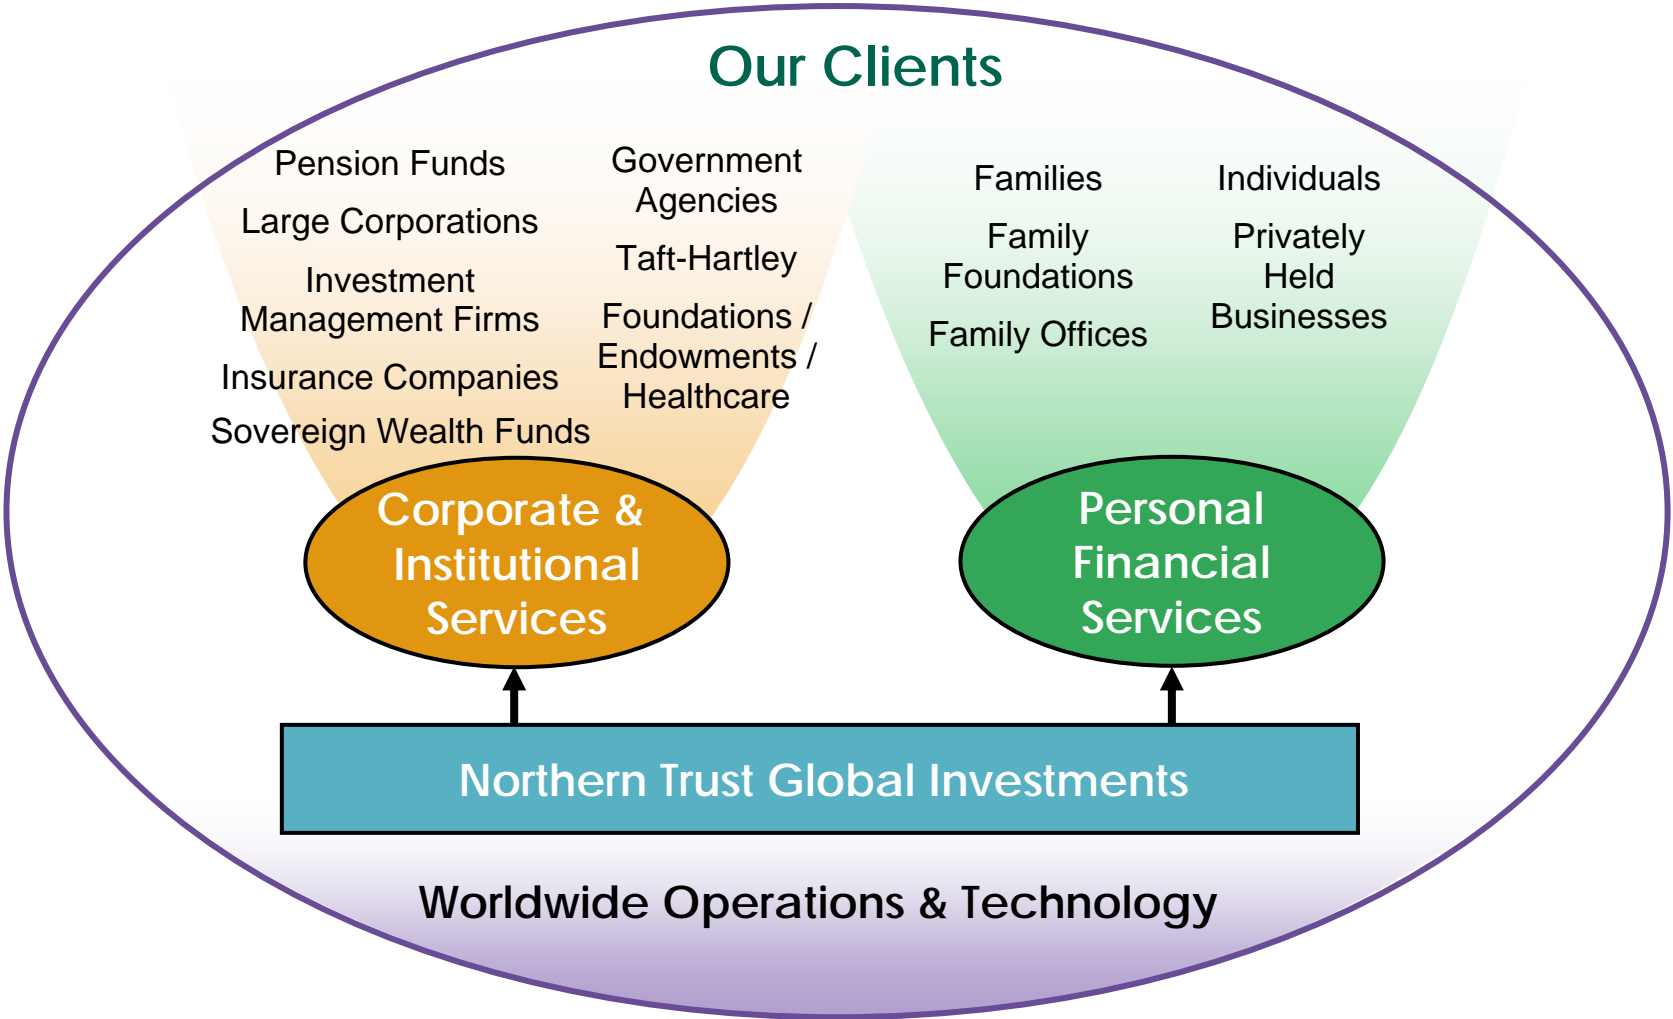 Our Clients
Pension Funds
Large Corporations
Investment
Management Firms
Insurance Companies
Sovereign Wealth Funds
Government
Agencies
Taft-Hartley
Foundations /
Endowments /
Healthcare
Families
Family
Foundations
Family Offices
Individuals
Privately
Held
Businesses
Corporate &
Institutional
Services
Personal
Financial
Services
Northern Trust Global Investments
Worldwide Operations & Technology